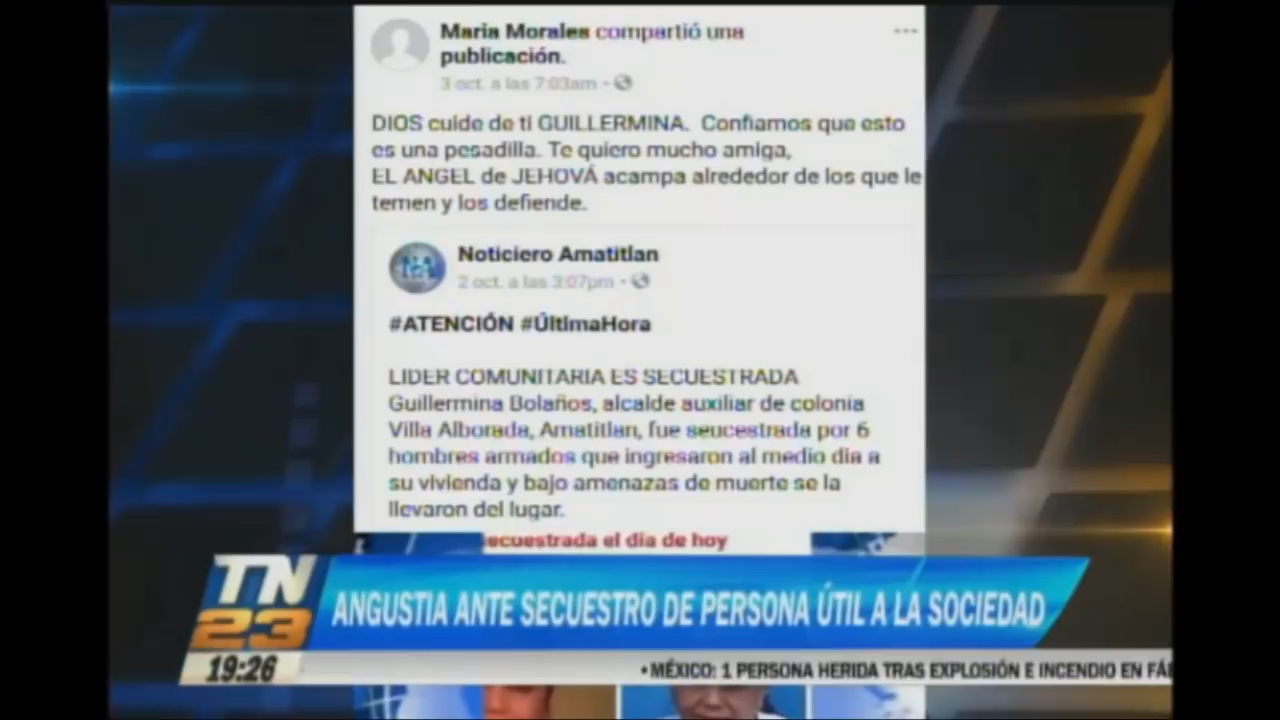 Maria Morales compartió una
publicación.
3 oct. a las 7:03am
DIOS cuide de ti GUILLERMINA. Confiamos que esto
es una pesadilla. Te quiero mucho amiga,
EL ANGEL de JEHOVÁ acampa alrededor de los que le
temen y los defiende.
Noticiero Amatitlan
2 oct. a las 3:07pm
#ATENCIÓN #ÚltimaHora
LIDER COMUNITARIA ES SECUESTRADA
Guillermina Bolaños, alcalde auxiliar de colonia
Villa Alborada, Amatitlan, fue seucestrada por 6
hombres armados que ingresaron al medio dia a
su vivienda y bajo amenazas de muerte se la
llevaron del lugar.
ecuestrada el día de hoy
TN
23
ANGUSTIA ANTE SECUESTRO DE PERSONA ÚTIL A LA SOCIEDAD
19:26
• MÉXICO: 1 PERSONA HERIDA TRAS EXPLOSIÓN E INCENDIO EN FÁ